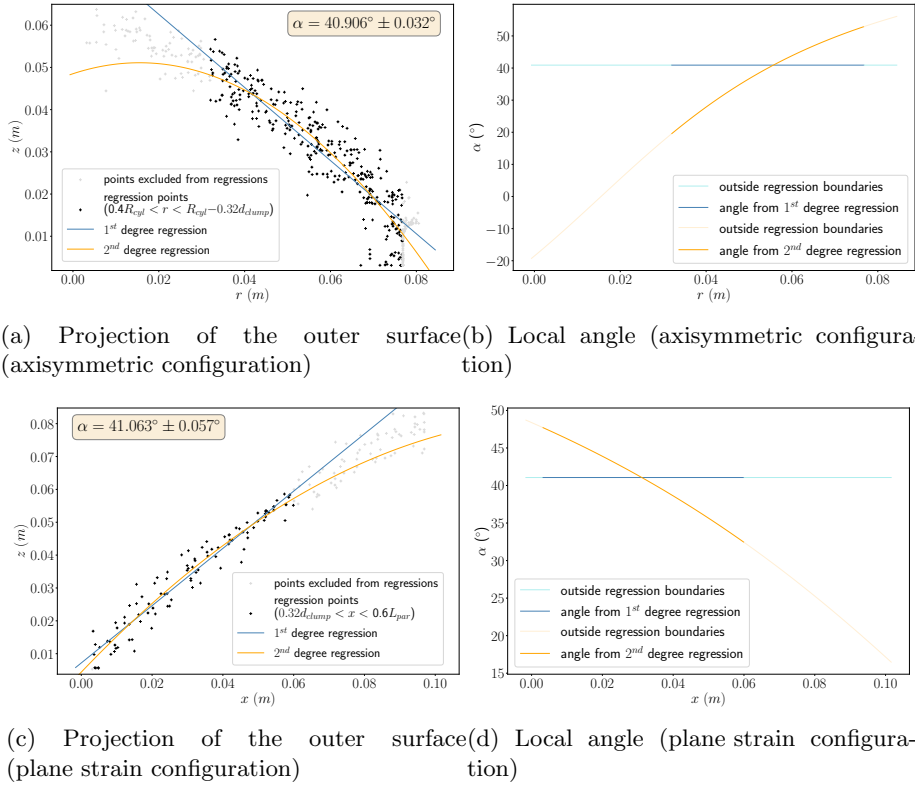 α = 40.906° ± 0.032°
0.06
0.05
0.04
0.03
0.02
0.01
z (m)
points excluded from regressions
regression points
(0.4R_cyl < r < R_cyl−0.32d_clump)
1st degree regression
2nd degree regression
0.00 0.02 0.04 0.06 0.08
r (m)
50
40
30
20
10
0
−10
−20
α (°)
outside regression boundaries
angle from 1st degree regression
outside regression boundaries
angle from 2nd degree regression
0.00 0.02 0.04 0.06 0.08
r (m)
(a) Projection of the outer surface
(axisymmetric configuration)
(b) Local angle (axisymmetric configura-
tion)
α = 41.063° ± 0.057°
0.08
0.07
0.06
0.05
0.04
0.03
0.02
0.01
z (m)
points excluded from regressions
regression points
(0.32d_clump < x < 0.6L_par)
1st degree regression
2nd degree regression
0.00 0.02 0.04 0.06 0.08 0.10
x (m)
50
45
40
35
30
25
20
15
α (°)
outside regression boundaries
angle from 1st degree regression
outside regression boundaries
angle from 2nd degree regression
0.00 0.02 0.04 0.06 0.08 0.10
x (m)
(c) Projection of the outer surface
(plane strain configuration)
(d) Local angle (plane strain configura-
tion)